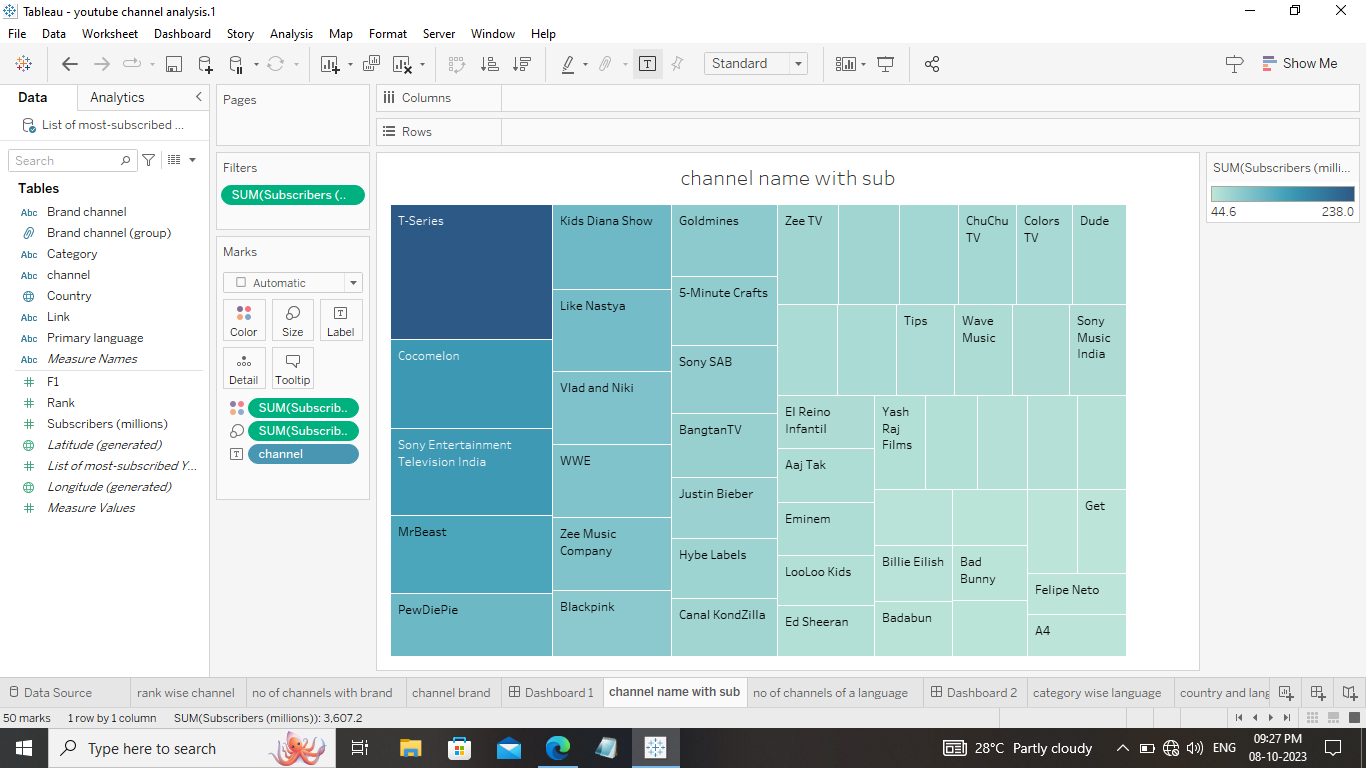 Tableau - youtube channel analysis.1
File Data Worksheet Dashboard Story Analysis Map Format Server Window Help
Standard
Show Me
Data Analytics
List of most-subscribed ...
Search
Tables
Abc Brand channel
Brand channel (group)
Abc Category
Abc channel
Country
Abc Link
Abc Primary language
Abc Measure Names
# F1
# Rank
# Subscribers (millions)
Latitude (generated)
# List of most-subscribed Y...
Longitude (generated)
# Measure Values
Pages
Filters
SUM(Subscribers (..
Marks
Automatic
Color Size Label
Detail Tooltip
SUM(Subscrib..
SUM(Subscrib..
channel
Columns
Rows
channel name with sub
T-Series
Cocomelon
Sony Entertainment
Television India
MrBeast
PewDiePie
Kids Diana Show
Like Nastya
Vlad and Niki
WWE
Zee Music
Company
Blackpink
Goldmines
5-Minute Crafts
Sony SAB
BangtanTV
Justin Bieber
Hybe Labels
Canal KondZilla
Zee TV
ChuChu
TV
Colors
TV
Dude
Tips
Wave
Music
Sony
Music
India
El Reino
Infantil
Aaj Tak
Eminem
LooLoo Kids
Ed Sheeran
Yash
Raj
Films
Get
Billie Eilish
Bad
Bunny
Badabun
Felipe Neto
A4
SUM(Subscribers (milli...
44.6 238.0
Data Source
rank wise channel
no of channels with brand
channel brand
Dashboard 1
channel name with sub
no of channels of a language
Dashboard 2
category wise language
country and lang
50 marks 1 row by 1 column SUM(Subscribers (millions)): 3,607.2
Type here to search
28°C Partly cloudy
ENG
09:27 PM
08-10-2023